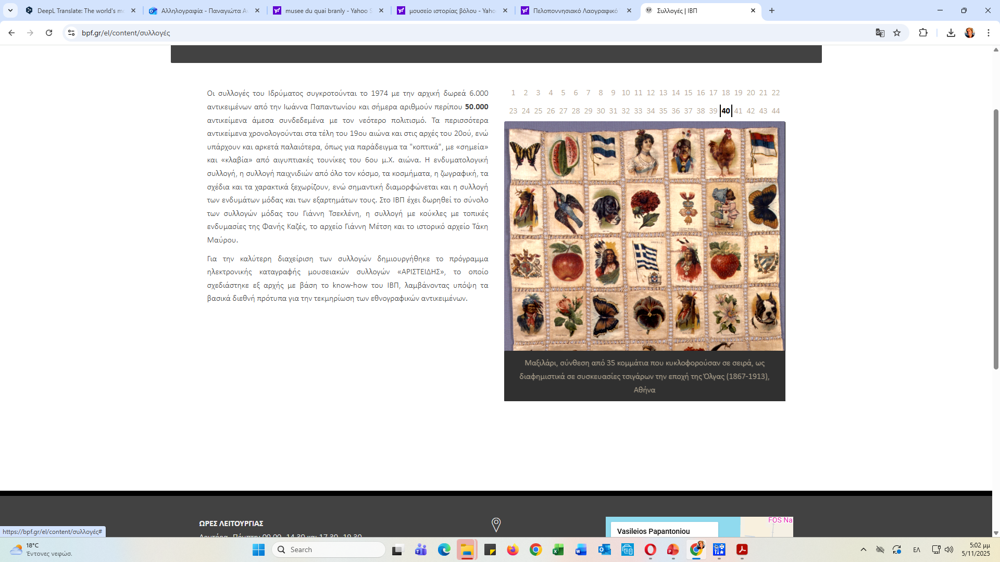 DeepL Translate: The world's mo
Αλληλογραφία - Παναγιώτα Αν
musee du quai branly - Yahoo S
μουσείο ιστορίας βόλου - Yahoo
Πελοποννησιακό Λαογραφικό
Συλλογές | ΙΒΠ
bpf.gr/el/content/συλλογές
Οι συλλογές του Ιδρύματος συγκροτούνται το 1974 με την αρχική δωρεά 6.000
αντικειμένων από την Ιωάννα Παπαντωνίου και σήμερα αριθμούν περίπου 50.000
αντικείμενα άμεσα συνδεδεμένα με τον νεότερο πολιτισμό. Τα περισσότερα
αντικείμενα χρονολογούνται στα τέλη του 19ου αιώνα και στις αρχές του 20ού, ενώ
υπάρχουν και αρκετά παλαιότερα, όπως για παράδειγμα τα "κοπτικά", με «σημεία»
και «κλαβία» από αιγυπτιακές τουνίκες του 6ου μ.Χ. αιώνα. Η ενδυματολογική
συλλογή, η συλλογή παιχνιδιών από όλο τον κόσμο, τα κοσμήματα, η ζωγραφική, τα
σχέδια και τα χαρακτικά ξεχωρίζουν, ενώ σημαντική διαμορφώνεται και η συλλογή
των ενδυμάτων μόδας και των εξαρτημάτων τους. Στο ΙΒΠ έχει δωρηθεί το σύνολο
των συλλογών μόδας του Γιάννη Τσεκλένη, η συλλογή με κούκλες με τοπικές
ενδυμασίες της Φανής Καζές, το αρχείο Γιάννη Μέτση και το ιστορικό αρχείο Τάκη
Μαύρου.
Για την καλύτερη διαχείριση των συλλογών δημιουργήθηκε το πρόγραμμα
ηλεκτρονικής καταγραφής μουσειακών συλλογών «ΑΡΙΣΤΕΙΔΗΣ», το οποίο
σχεδιάστηκε εξ αρχής με βάση το know-how του ΙΒΠ, λαμβάνοντας υπόψη τα
βασικά διεθνή πρότυπα για την τεκμηρίωση των εθνογραφικών αντικειμένων.
1 2 3 4 5 6 7 8 9 10 11 12 13 14 15 16 17 18 19 20 21 22
23 24 25 26 27 28 29 30 31 32 33 34 35 36 37 38 39 40 41 42 43 44
Μαξιλάρι, σύνθεση από 35 κομμάτια που κυκλοφορούσαν σε σειρά, ως
διαφημιστικά σε συσκευασίες τσιγάρων την εποχή της Όλγας (1867-1913),
Αθήνα
ΩΡΕΣ ΛΕΙΤΟΥΡΓΙΑΣ
Δευτέρα -Πέμπτη: 09.00 -14.30 και 17.30 -19.30
FOS Na
Vasileios Papantoniou
https://bpf.gr/el/content/συλλογές#
18°C
Έντονες νεφώσ.
Search
ΕΛ
5:02 μμ
5/11/2025